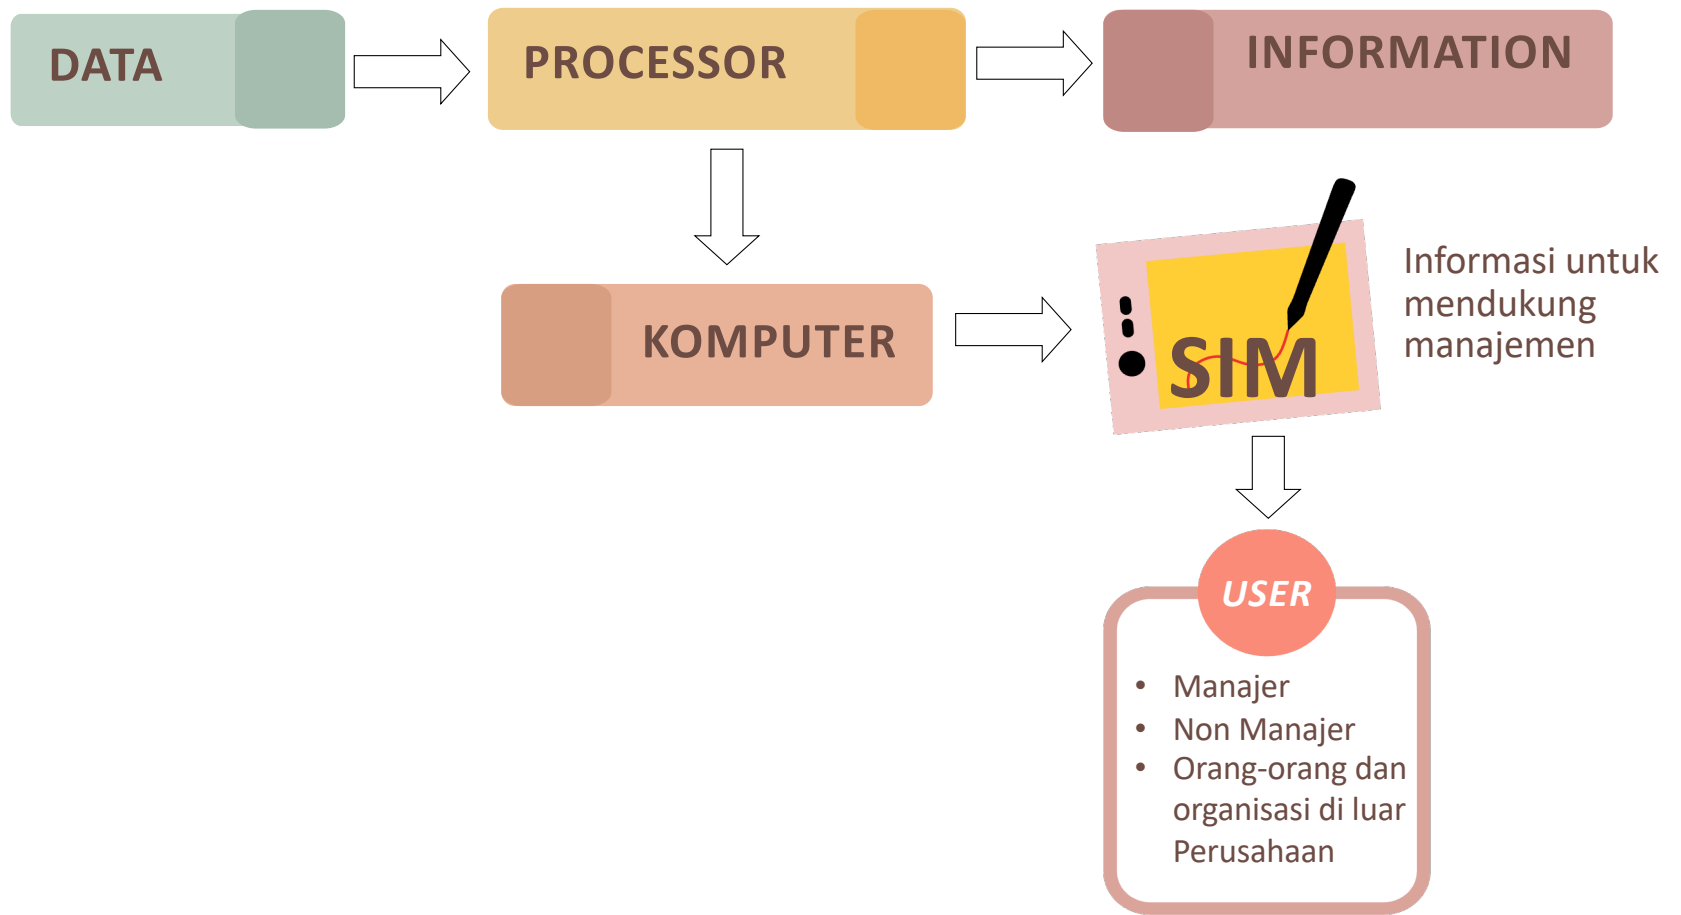 DATA
PROCESSOR
INFORMATION
KOMPUTER
SIM
Informasi untuk
mendukung
manajemen
USER
• Manajer
• Non Manajer
• Orang-orang dan
organisasi di luar
Perusahaan